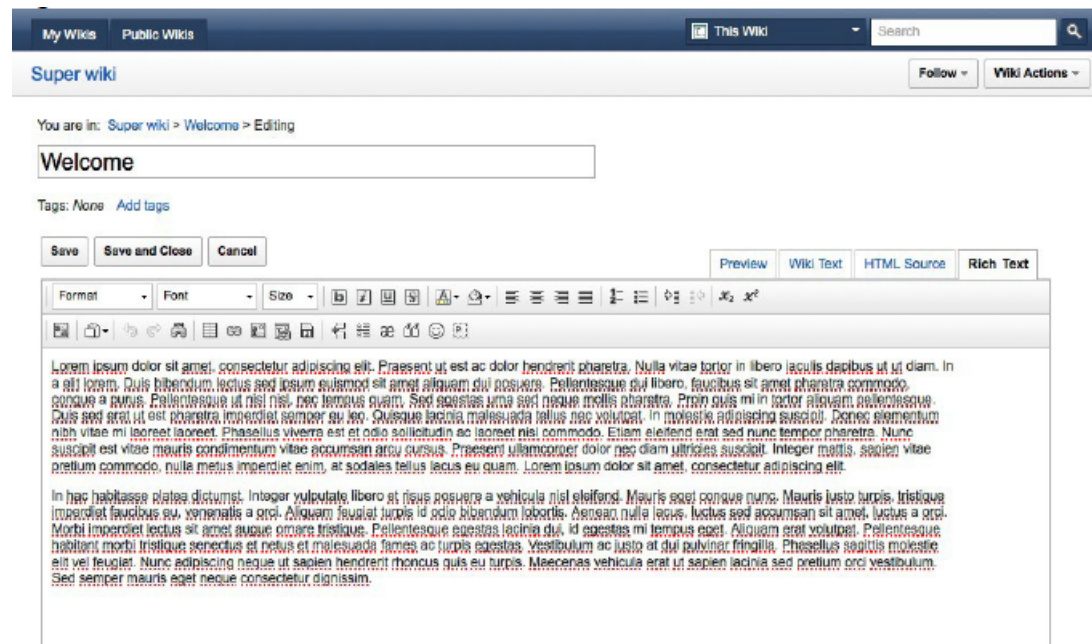 My Wikis Public Wikis This Wiki Search
Super wiki Follow Wiki Actions
You are in: Super wiki > Welcome > Editing
Welcome
Tags: None Add tags
Save Save and Close Cancel
Preview Wiki Text HTML Source Rich Text
Format Font Size b I U S A x₂ x²
æ
Lorem ipsum dolor sit amet, consectetur adipiscing elit. Praesent ut est ac dolor hendrerit pharetra. Nulla vitae tortor in libero iaculis dapibus ut ut diam. In
a elit lorem. Duis bibendum lectus sed ipsum euismod sit amet aliquam dui posuere. Pellentesque dui libero, faucibus sit amet pharetra commodo,
congue a purus. Pellentesque ut nisl nisl, nec tempus quam. Sed egestas urna sed neque mollis pharetra. Proin quis mi in tortor aliquam pellentesque.
Duis sed erat ut est pharetra imperdiet semper eu leo. Quisque lacinia malesuada tellus nec volutpat. In molestie adipiscing suscipit. Donec elementum
nibh vitae mi laoreet laoreet. Phasellus viverra est et odio sollicitudin ac laoreet nisi commodo. Etiam eleifend erat sed nunc tempor pharetra. Nunc
suscipit est vitae mauris condimentum vitae accumsan arcu cursus. Praesent ullamcorper dolor nec diam ultricies suscipit. Integer mattis, sapien vitae
pretium commodo, nulla metus imperdiet enim, at sodales tellus lacus eu quam. Lorem ipsum dolor sit amet, consectetur adipiscing elit.
In hac habitasse platea dictumst. Integer vulputate libero et risus posuere a vehicula nisl eleifend. Mauris eget congue nunc. Mauris justo turpis, tristique
imperdiet faucibus eu, venenatis a orci. Aliquam feugiat turpis id odio bibendum lobortis. Aenean nulla lacus, luctus sed accumsan sit amet, luctus a orci.
Morbi imperdiet lectus sit amet augue ornare tristique. Pellentesque egestas lacinia dui, id egestas mi tempus eget. Aliquam erat volutpat. Pellentesque
habitant morbi tristique senectus et netus et malesuada fames ac turpis egestas. Vestibulum ac justo at dui pulvinar fringilla. Phasellus sagittis molestie
elit vel feugiat. Nunc adipiscing neque ut sapien hendrerit rhoncus quis eu turpis. Maecenas vehicula erat ut sapien lacinia sed pretium orci vestibulum.
Sed semper mauris eget neque consectetur dignissim.